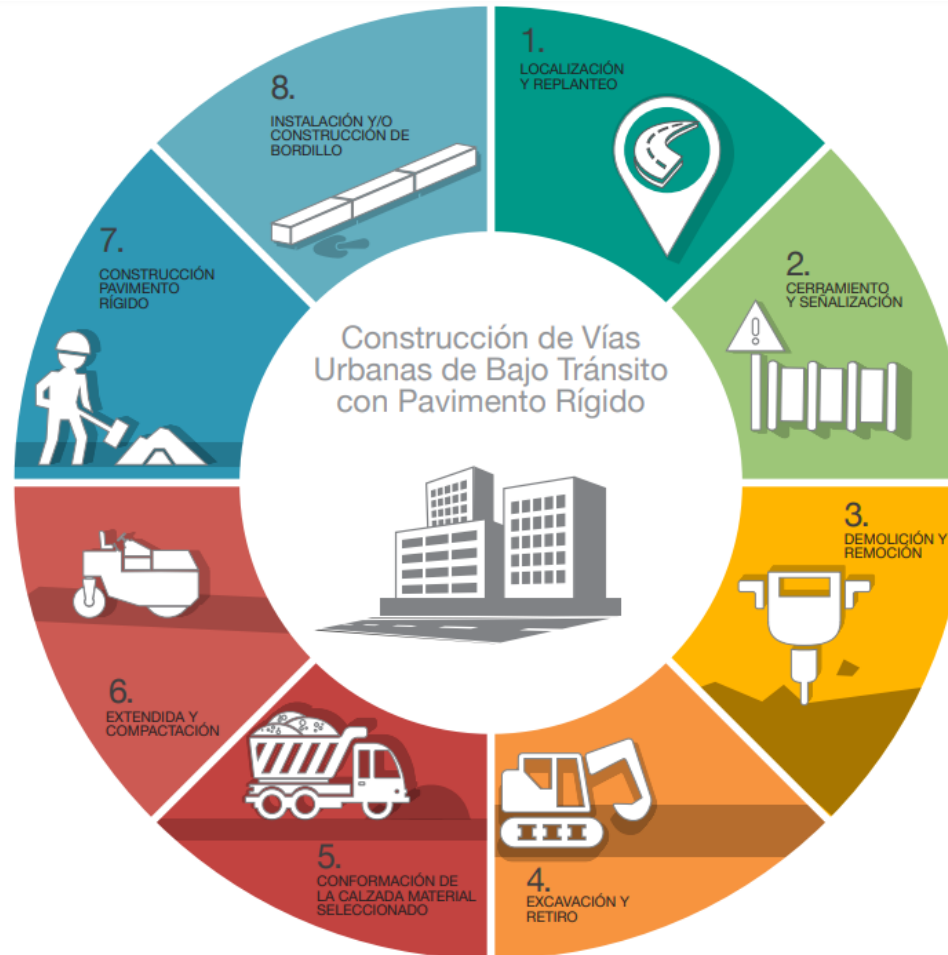 1.
LOCALIZACIÓN
Y REPLANTEO
2.
CERRAMIENTO
Y SEÑALIZACIÓN
3.
DEMOLICIÓN Y
REMOCIÓN
4.
EXCAVACIÓN Y
RETIRO
5.
CONFORMACIÓN DE
LA CALZADA MATERIAL
SELECCIONADO
6.
EXTENDIDA Y
COMPACTACIÓN
7.
CONSTRUCCIÓN
PAVIMENTO
RÍGIDO
8.
INSTALACIÓN Y/O
CONSTRUCCIÓN DE
BORDILLO
Construcción de Vías
Urbanas de Bajo Tránsito
con Pavimento Rígido